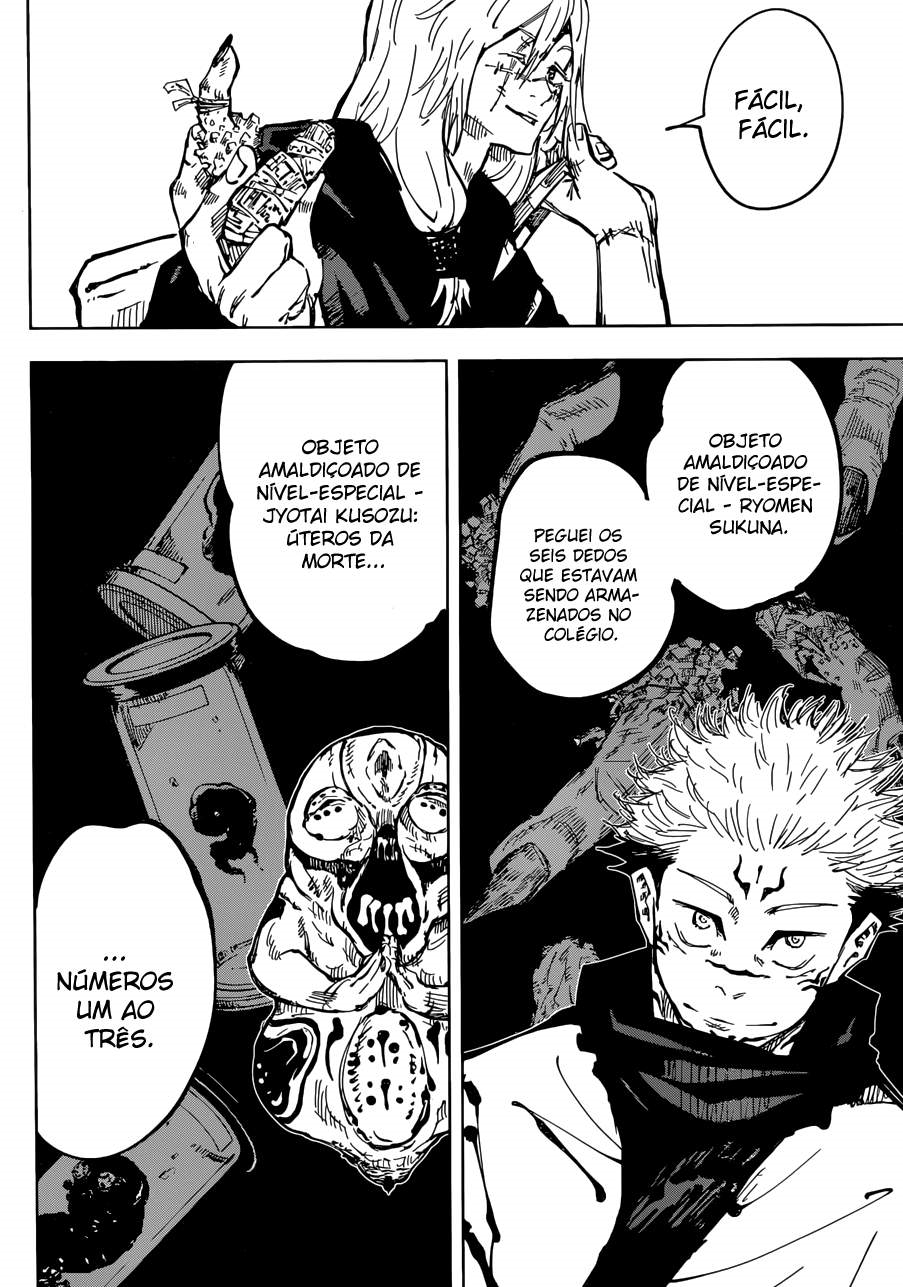 FÁCIL,
FÁCIL.
OBJETO
AMALDIÇOADO
DE NÍVEL-ESPE-
CIAL - RYOMEN
SUKUNA.
PEGUEI OS
SEIS DEDOS
QUE ESTAVAM
SENDO ARMA-
ZENADOS NO
COLÉGIO.
OBJETO
AMALDIÇOADO DE
NÍVEL-ESPECIAL -
JYOTAI KUSOZU:
ÚTEROS DA
MORTE...
...
NÚMEROS
UM AO
TRÊS.